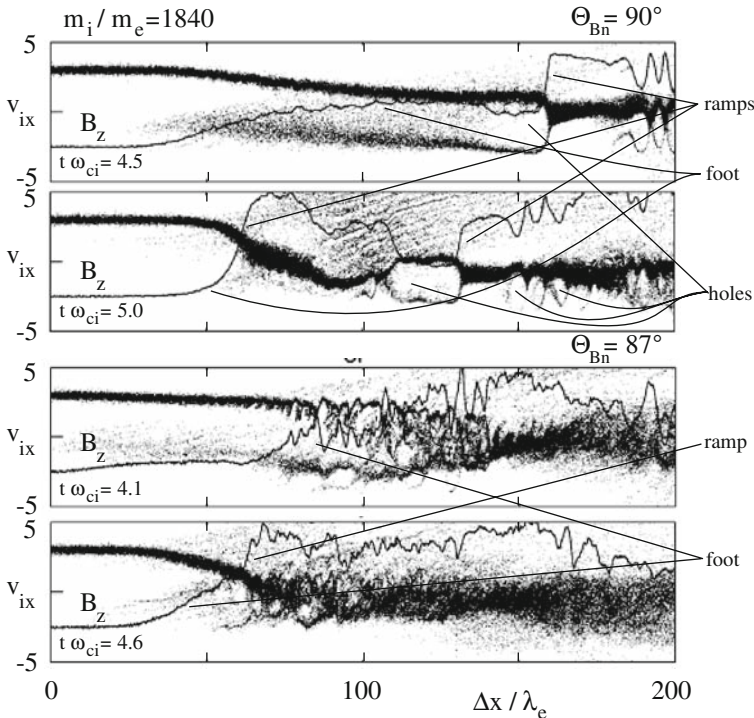 m_i / m_e = 1840
Θ_Bn = 90°
5
v_ix
B_z
t ω_ci = 4.5
-5
ramps
foot
5
v_ix
B_z
t ω_ci = 5.0
-5
holes
Θ_Bn = 87°
5
v_ix
B_z
t ω_ci = 4.1
-5
ramp
5
v_ix
B_z
t ω_ci = 4.6
-5
foot
0 100 200
Δx / λ_e